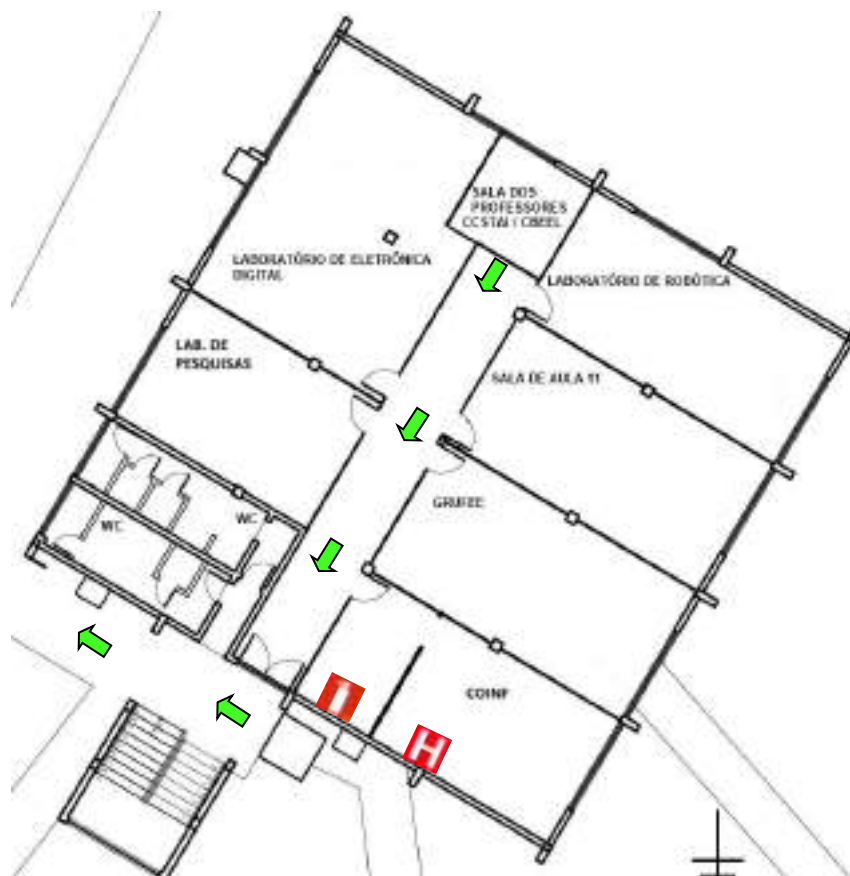 SALA DOS
PROFESSORES
CCSTAI / CBEEL
LABORATÓRIO DE ELETRÔNICA
DIGITAL
LABORATÓRIO DE ROBÓTICA
LAB. DE
PESQUISAS
SALA DE AULA 11
GRUFEE
WC
WC
COINF
i
H